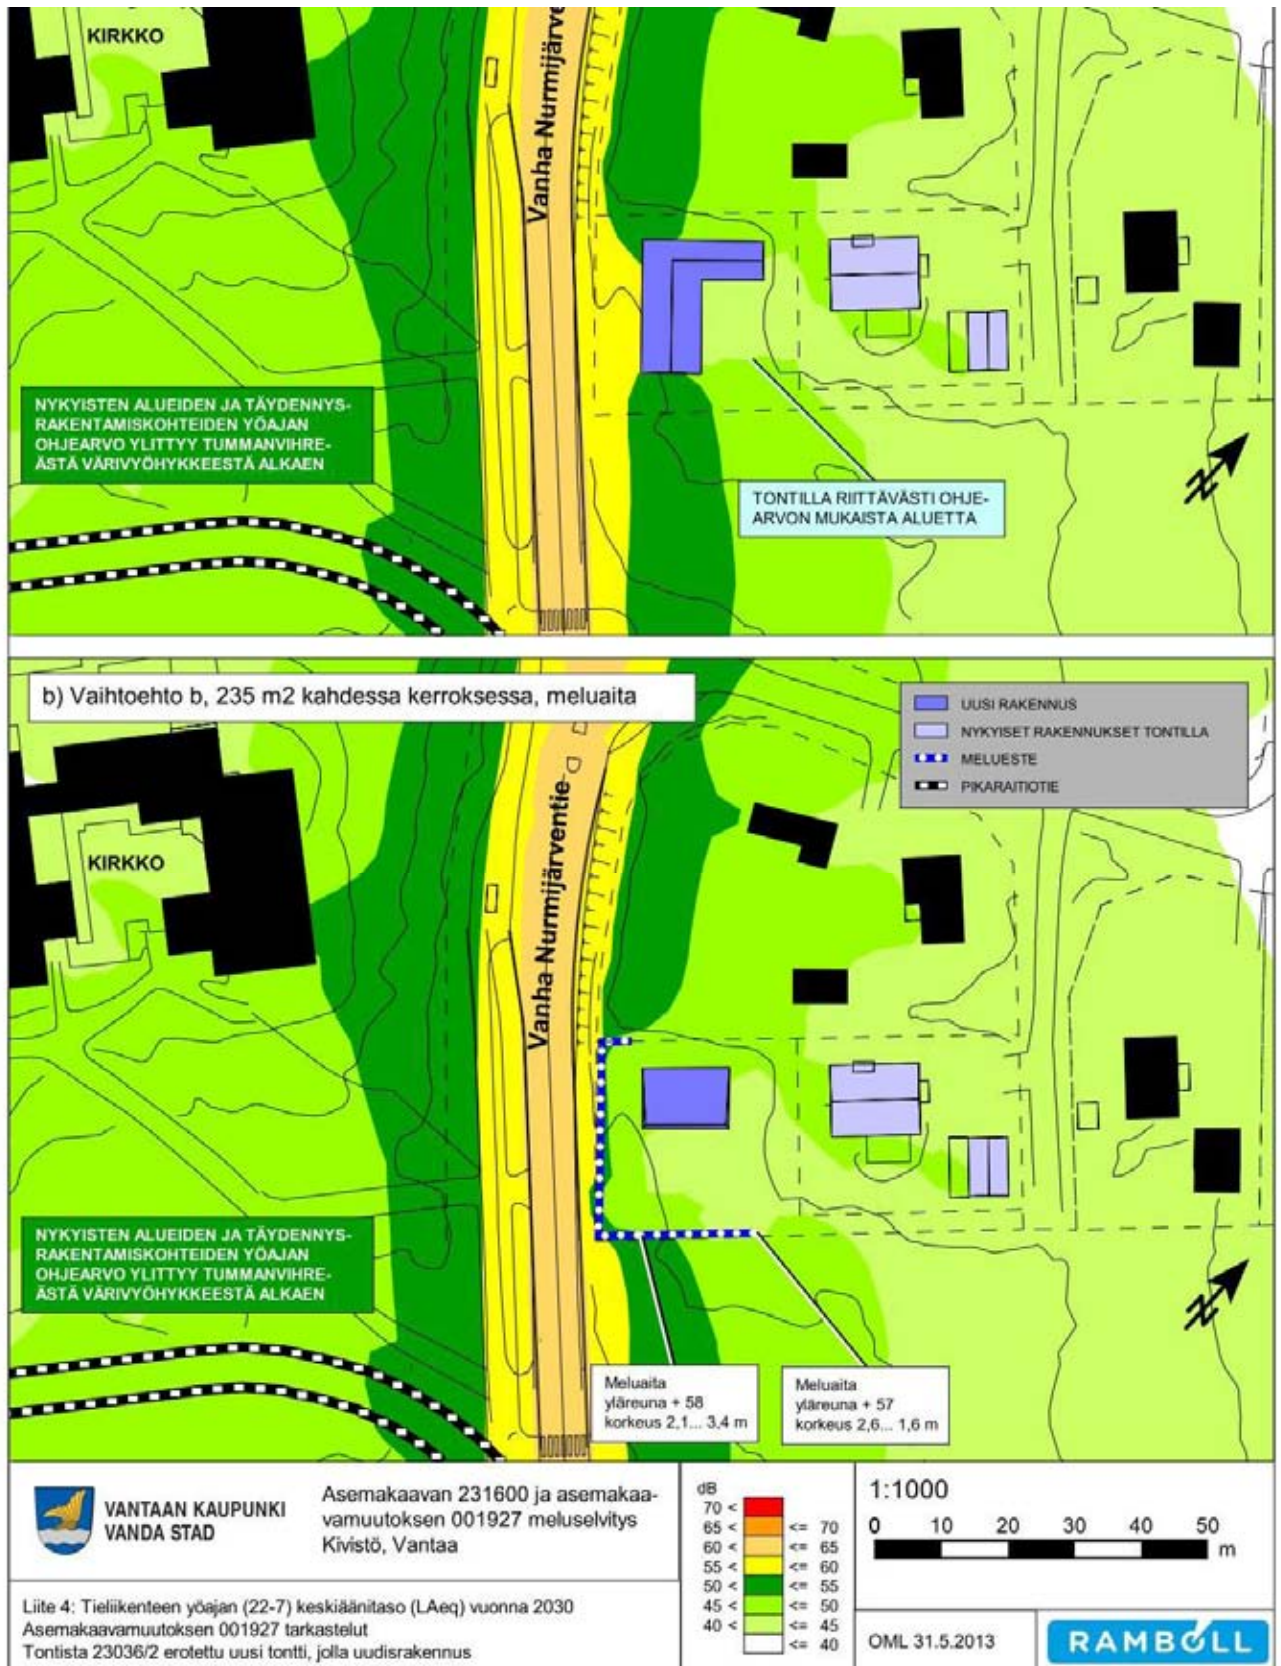 KIRKKO
Vanha Nurmijärve
NYKYISTEN ALUEIDEN JA TÄYDENNYS-
RAKENTAMISKOHTEIDEN YÖAJAN
OHJEARVO YLITTYY TUMMANVIHRE-
ÄSTÄ VÄRIVYÖHYKKEESTÄ ALKAEN
TONTILLA RIITTÄVÄSTI OHJE-
ARVON MUKAISTA ALUETTA
b) Vaihtoehto b, 235 m2 kahdessa kerroksessa, meluaita
UUSI RAKENNUS
NYKYISET RAKENNUKSET TONTILLA
MELUESTE
PIKARAITIOTIE
KIRKKO
Vanha Nurmijärventie
NYKYISTEN ALUEIDEN JA TÄYDENNYS-
RAKENTAMISKOHTEIDEN YÖAJAN
OHJEARVO YLITTYY TUMMANVIHRE-
ÄSTÄ VÄRIVYÖHYKKEESTÄ ALKAEN
Meluaita
yläreuna + 58
korkeus 2,1... 3,4 m
Meluaita
yläreuna + 57
korkeus 2,6... 1,6 m
VANTAAN KAUPUNKI
VANDA STAD
Asemakaavan 231600 ja asemakaa-
vamuutoksen 001927 meluselvitys
Kivistö, Vantaa
Liite 4: Tieliikenteen yöajan (22-7) keskiäänitaso (LAeq) vuonna 2030
Asemakaavamuutoksen 001927 tarkastelut
Tontista 23036/2 erotettu uusi tontti, jolla uudisrakennus
dB
70 <
65 < <= 70
60 < <= 65
55 < <= 60
50 < <= 55
45 < <= 50
40 < <= 45
<= 40
1:1000
0 10 20 30 40 50
m
OML 31.5.2013
RAMBOLL